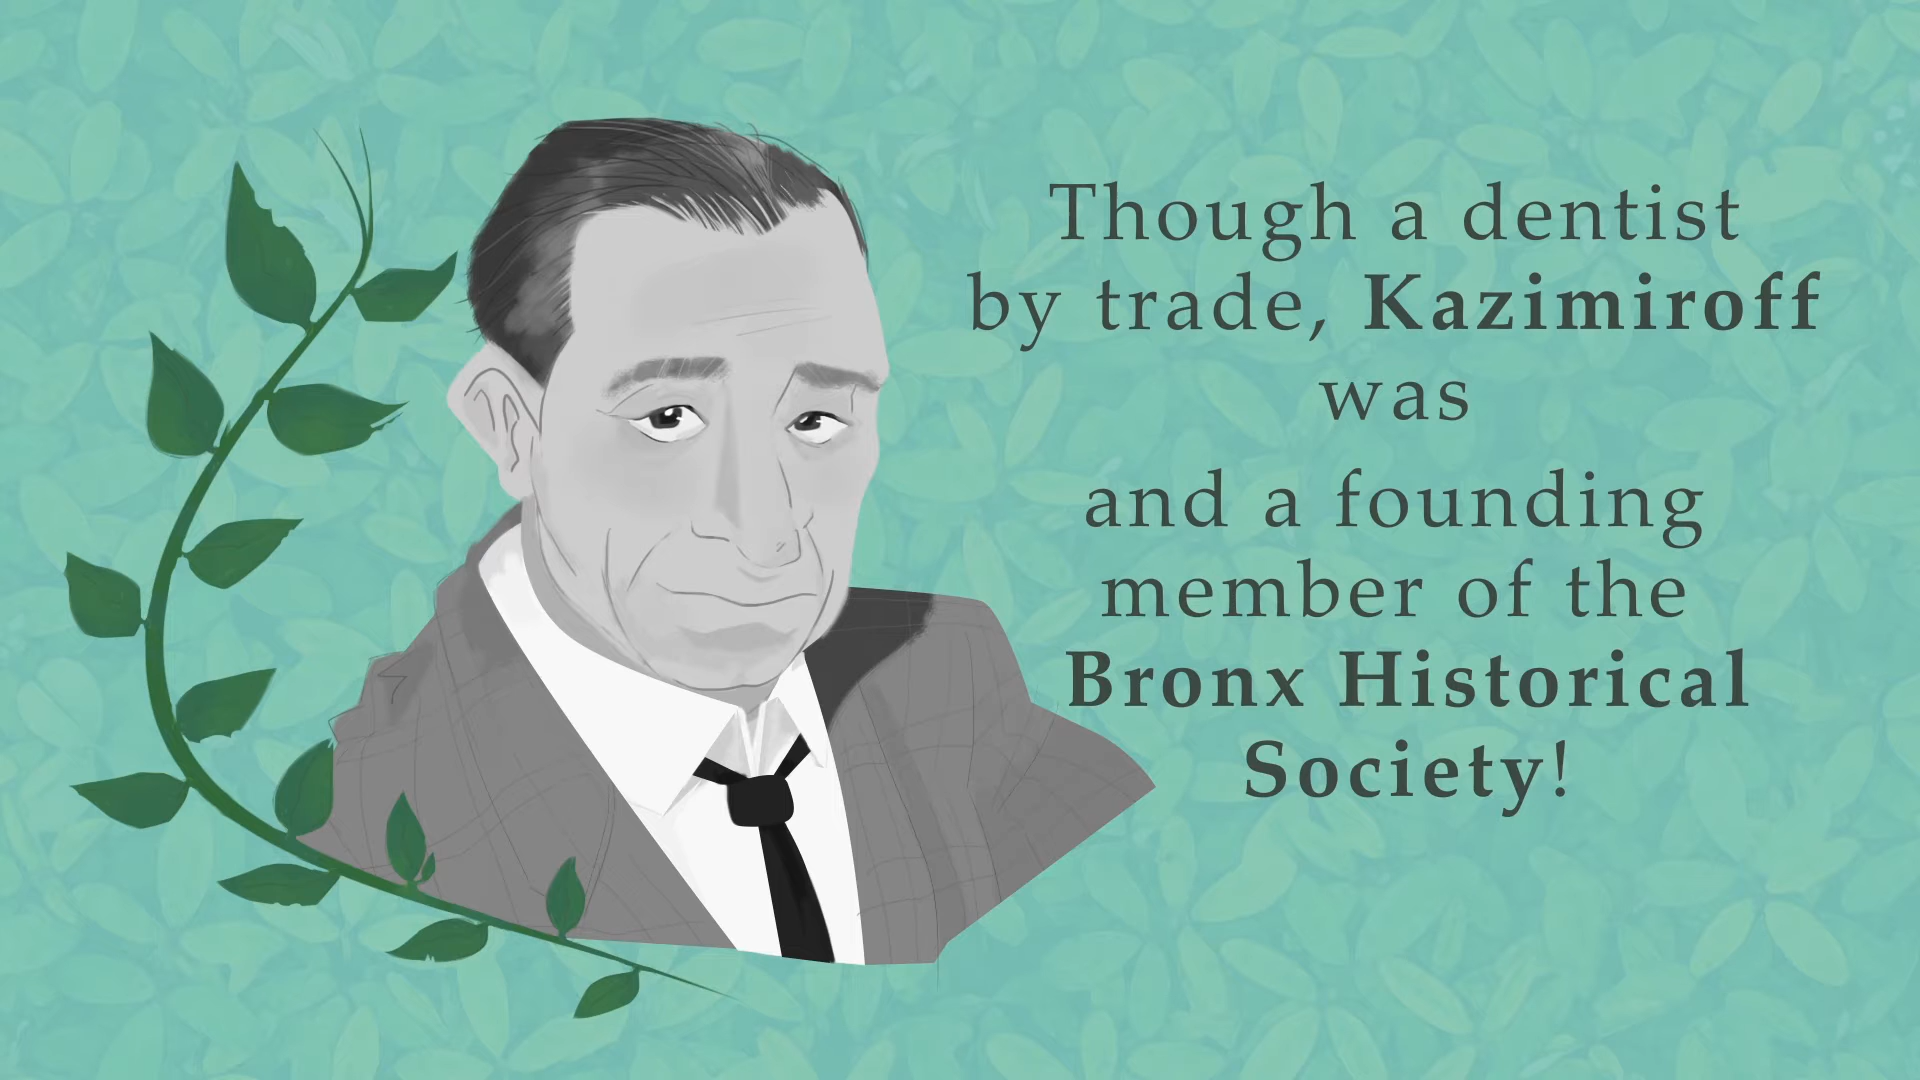 Though a dentist
by trade, Kazimiroff
was
and a founding
member of the
Bronx Historical
Society!